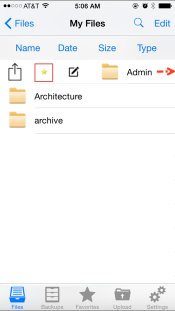 AT&T 5:06 AM
Files My Files Edit
Name Date Size Type
Admin
Architecture
archive
Files Backups Favorites Upload Settings